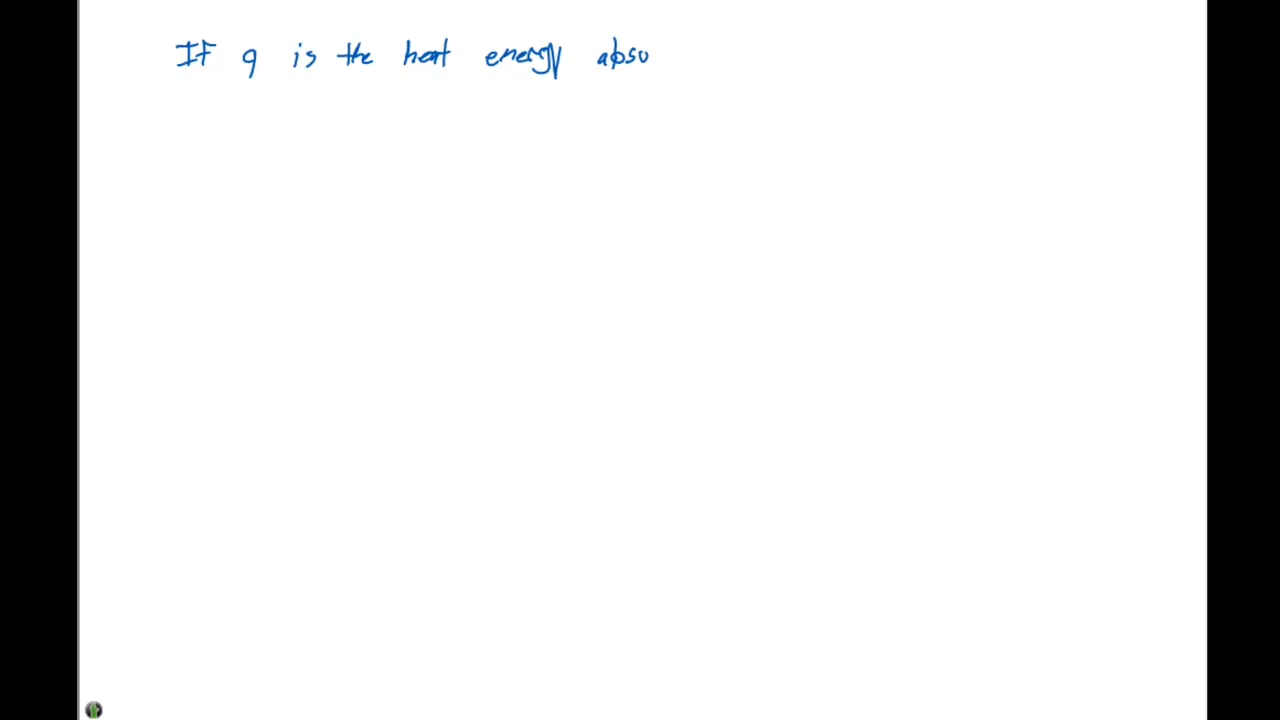 If q is the heat energy abso